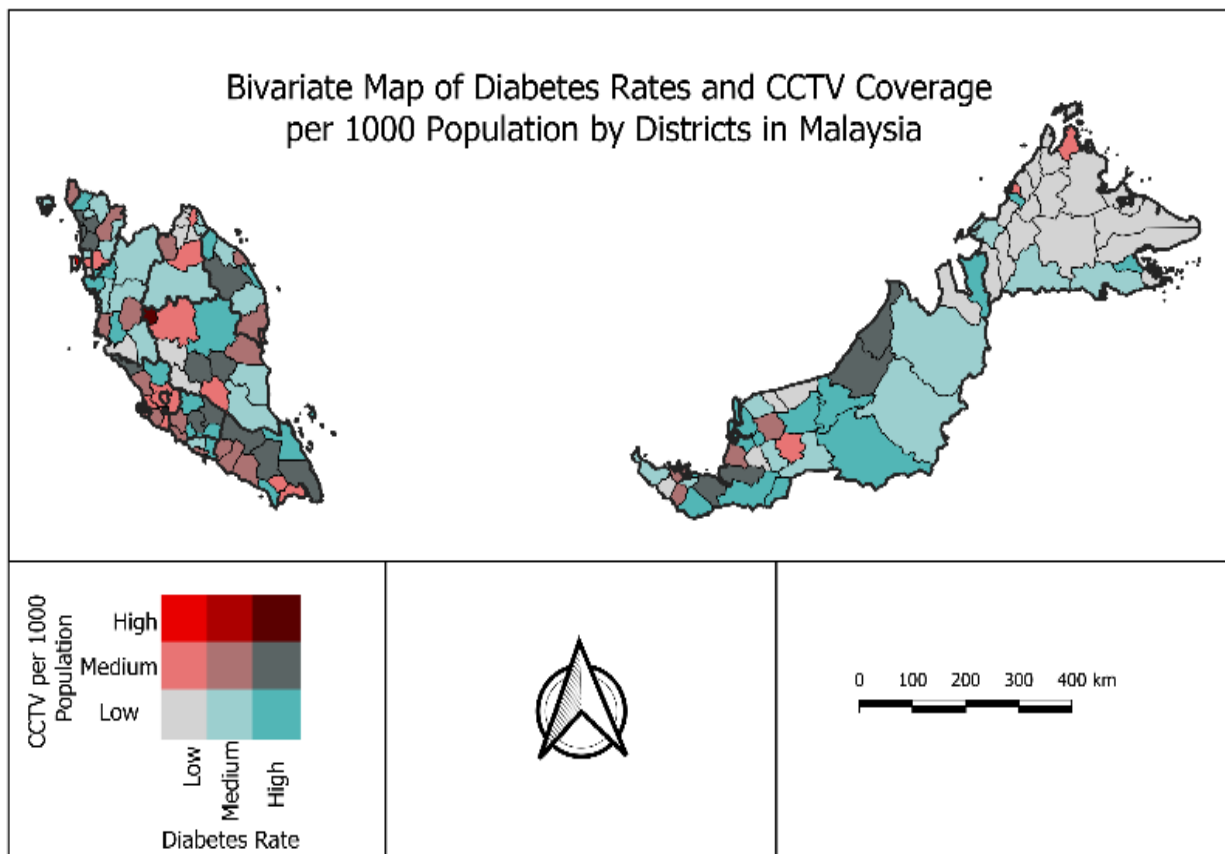 Bivariate Map of Diabetes Rates and CCTV Coverage
per 1000 Population by Districts in Malaysia
CCTV per 1000
Population
High
Medium
Low
Low
Medium
High
Diabetes Rate
0 100 200 300 400 km